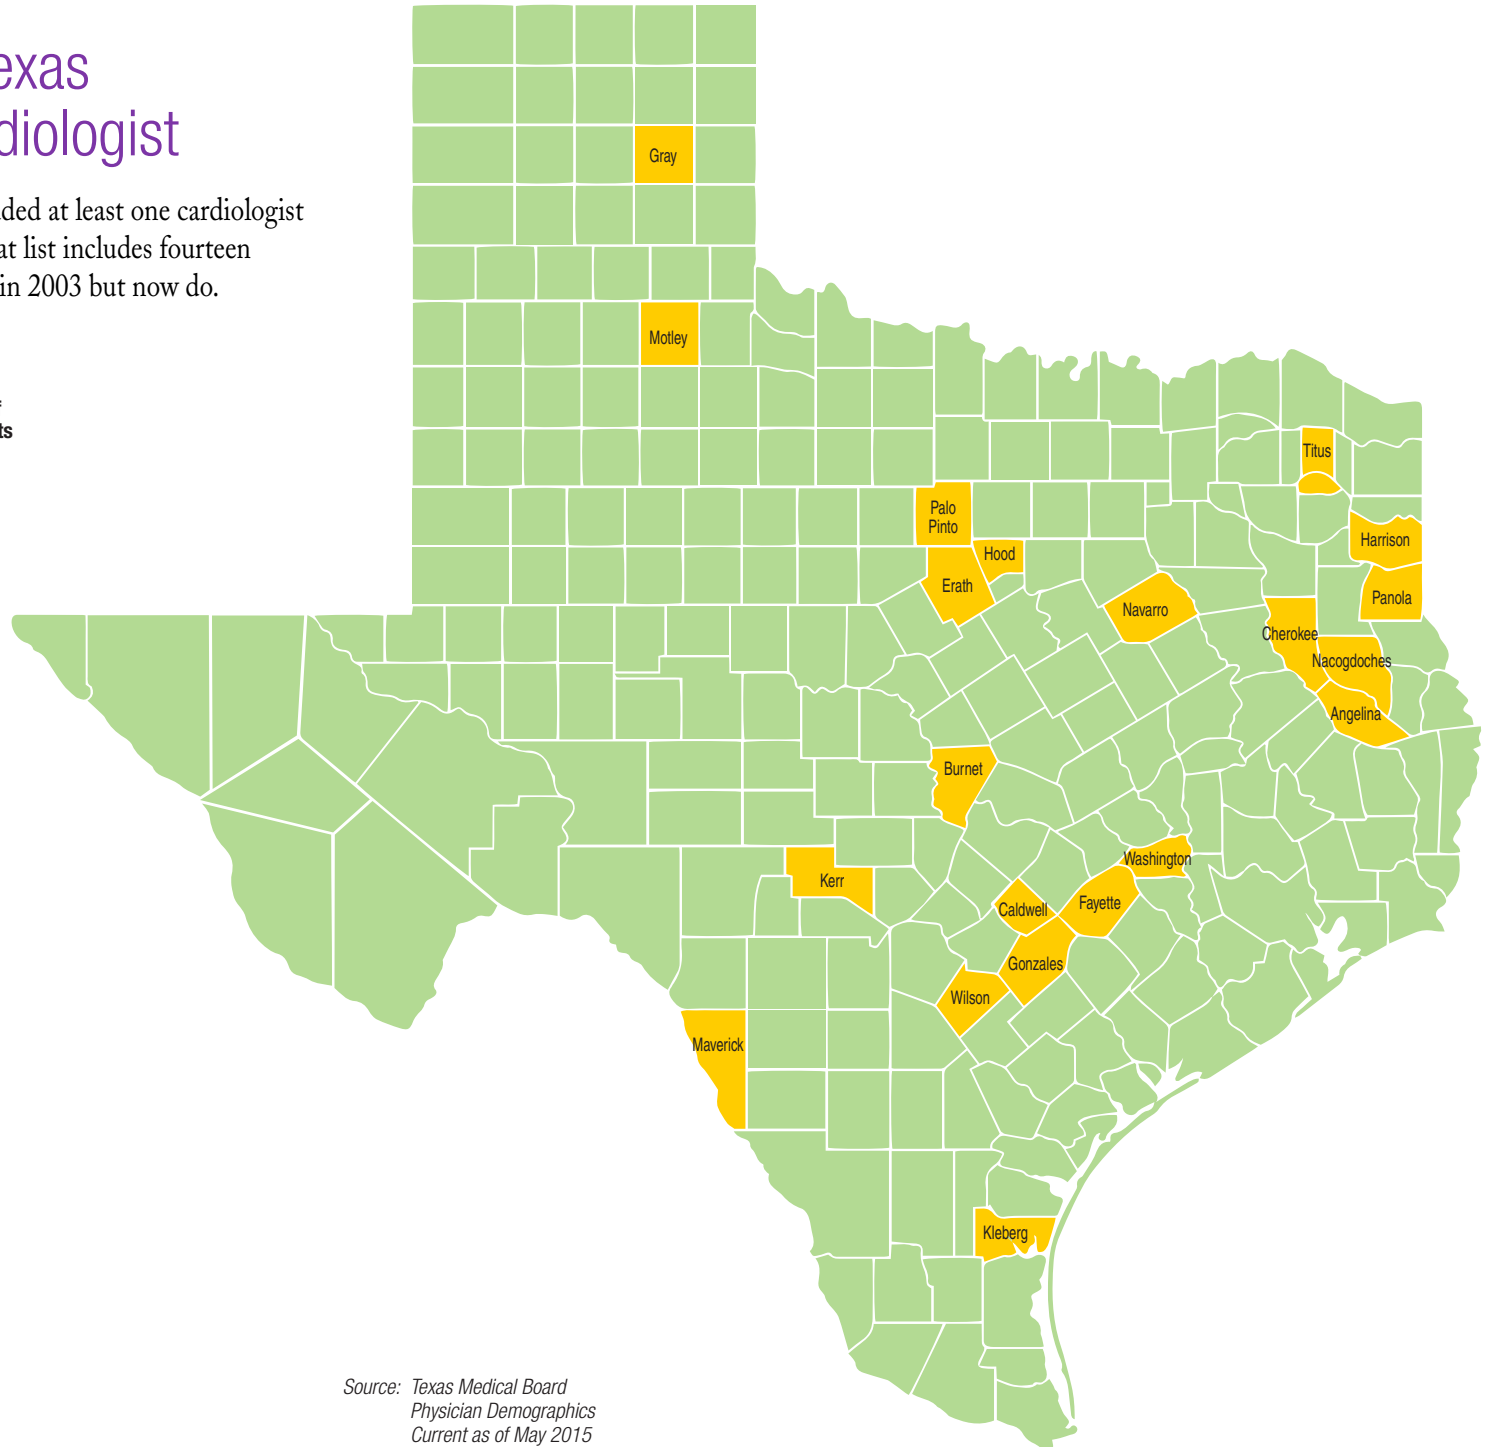 exas
diologist
ded at least one cardiologist
at list includes fourteen
in 2003 but now do.
ts
Gray
Motley
Titus
Palo
Pinto
Harrison
Hood
Erath
Panola
Navarro
Cherokee
Nacogdoches
Angelina
Burnet
Washington
Kerr
Caldwell
Fayette
Gonzales
Wilson
Maverick
Kleberg
Source: Texas Medical Board
Physician Demographics
Current as of May 2015